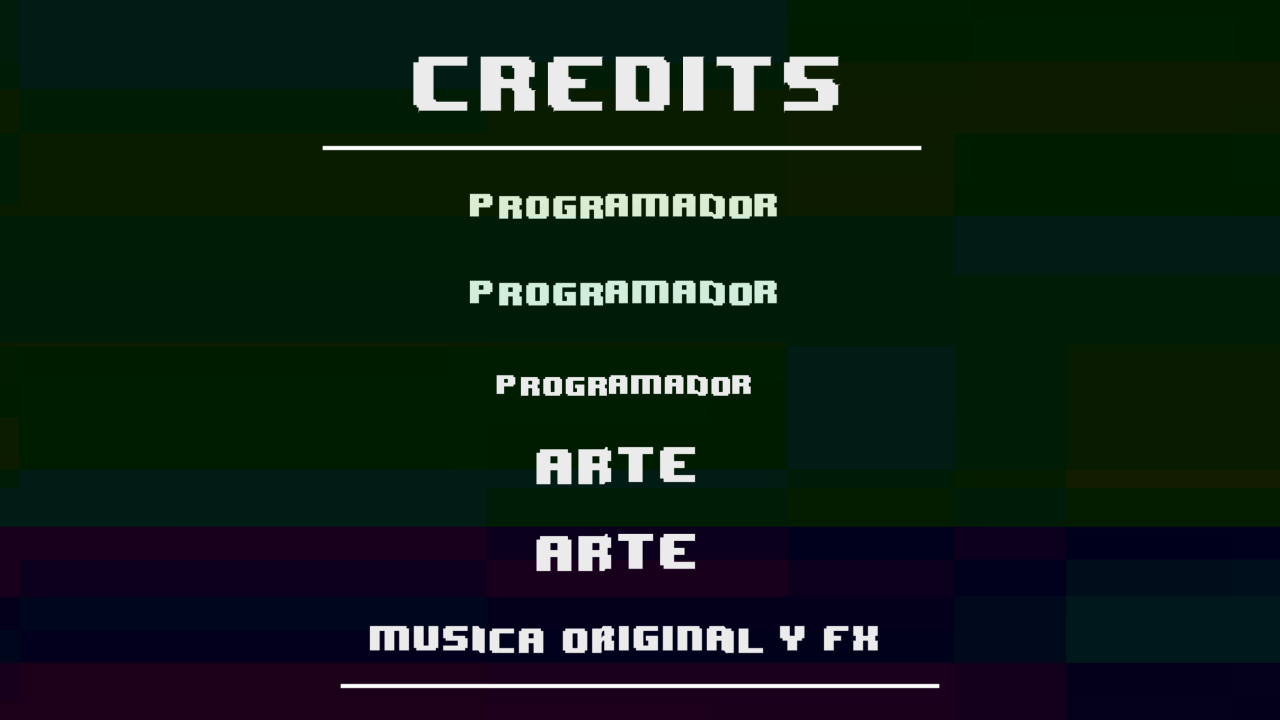 CREDITS
PROGRAMADOR
PROGRAMADOR
PROGRAMADOR
ARTE
ARTE
MUSICA ORIGINAL Y FX